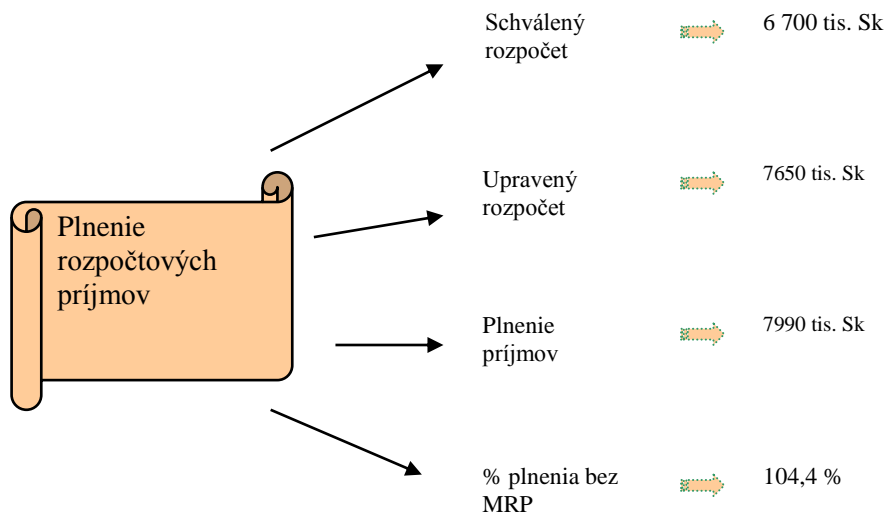 Schválený
rozpočet
6 700 tis. Sk
Upravený
rozpočet
7650 tis. Sk
Plnenie
rozpočtových
príjmov
Plnenie
príjmov
7990 tis. Sk
% plnenia bez
MRP
104,4 %